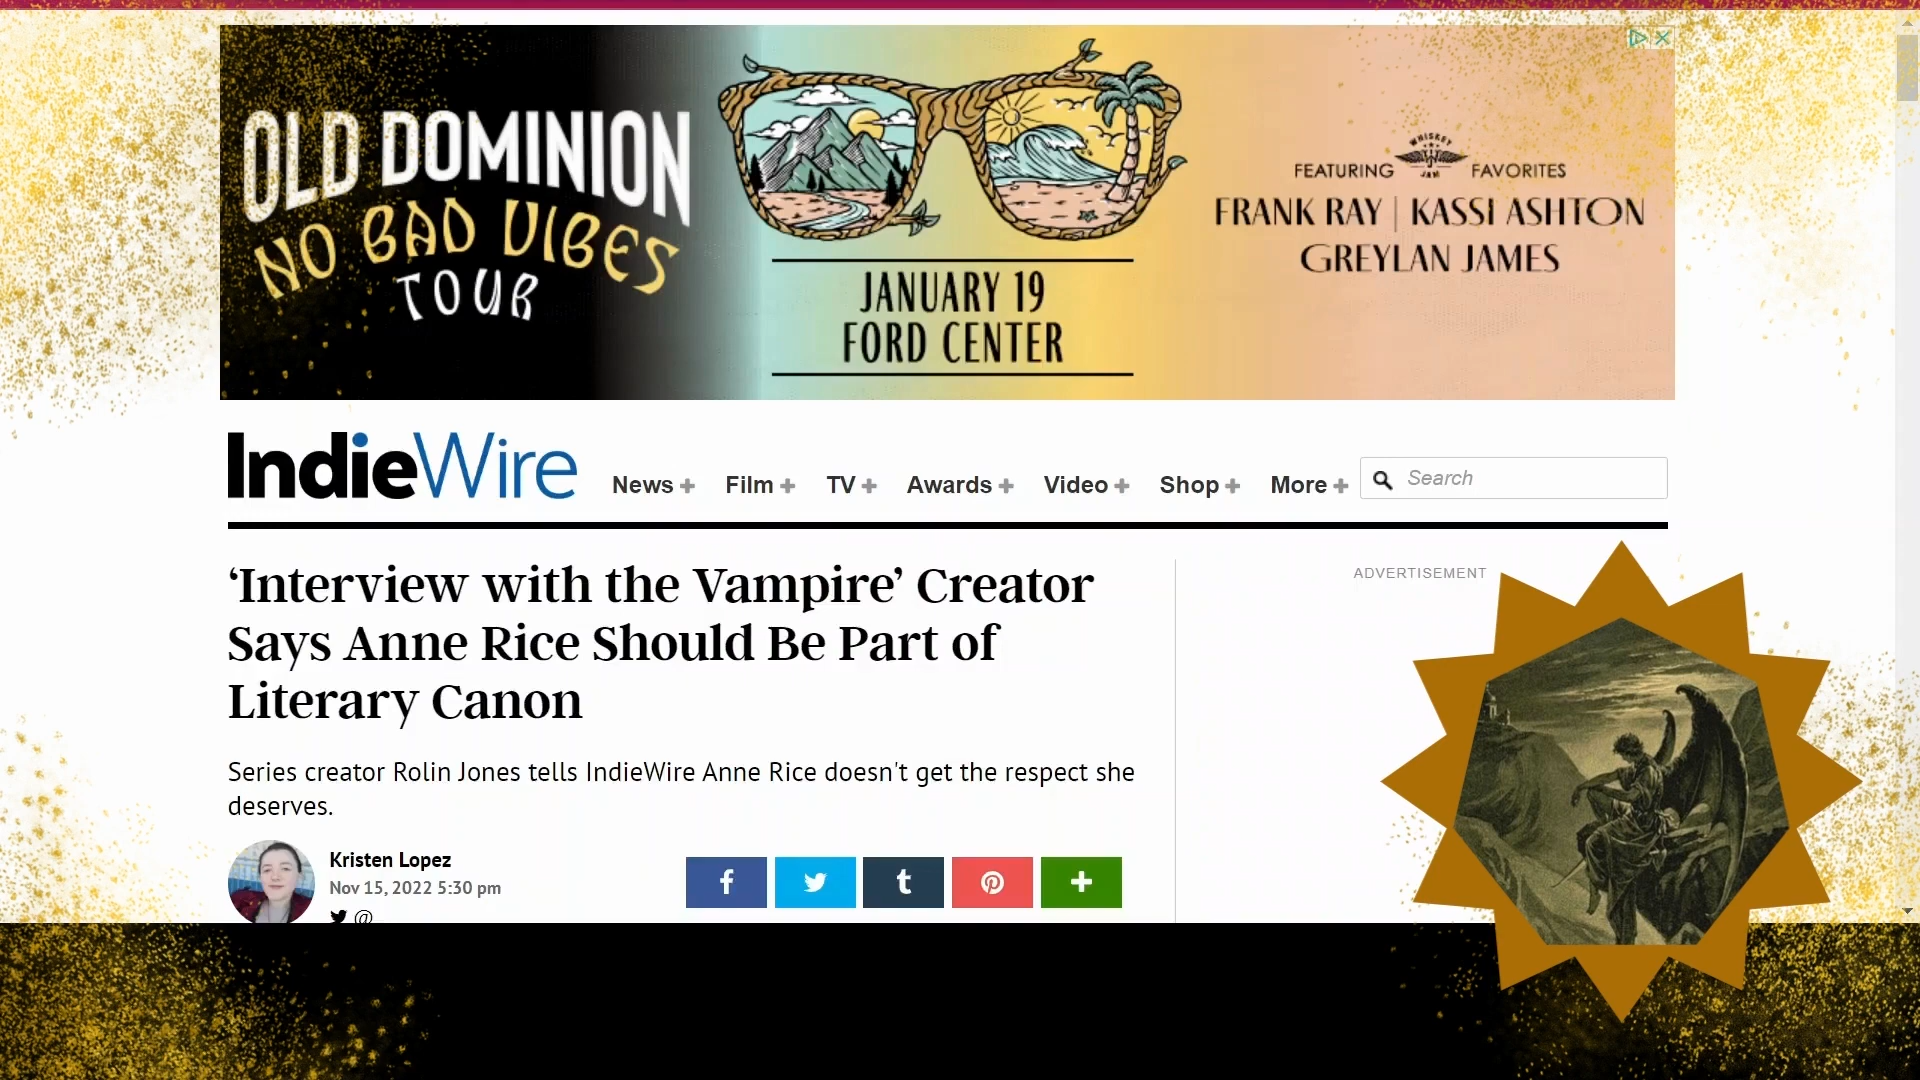 OLD DOMINION
NO BAD VIBES
TOUR
JANUARY 19
FORD CENTER
WHISKEY
JAM
FEATURING FAVORITES
FRANK RAY | KASSI ASHTON
GREYLAN JAMES
IndieWire
News + Film + TV + Awards + Video + Shop + More + Search
‘Interview with the Vampire’ Creator
Says Anne Rice Should Be Part of
Literary Canon
Series creator Rolin Jones tells IndieWire Anne Rice doesn't get the respect she
deserves.
Kristen Lopez
Nov 15, 2022 5:30 pm
@
ADVERTISEMENT